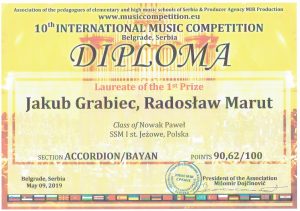 Association of the pedagogues of elementary and high music schools of Serbia & Producer Agency MIB Production
www.musiccompetition.eu
10th INTERNATIONAL MUSIC COMPETITION
Belgrade, Serbia
DIPLOMA
Laureate of the 1st Prize
Jakub Grabiec, Radosław Marut
Class of Nowak Paweł
SSM I st. Jeżowe, Polska
SECTION ACCORDION/BAYAN POINTS 90,62/100
Belgrade, Serbia
May 09, 2019
President of the Association
Milomir Dojčinović